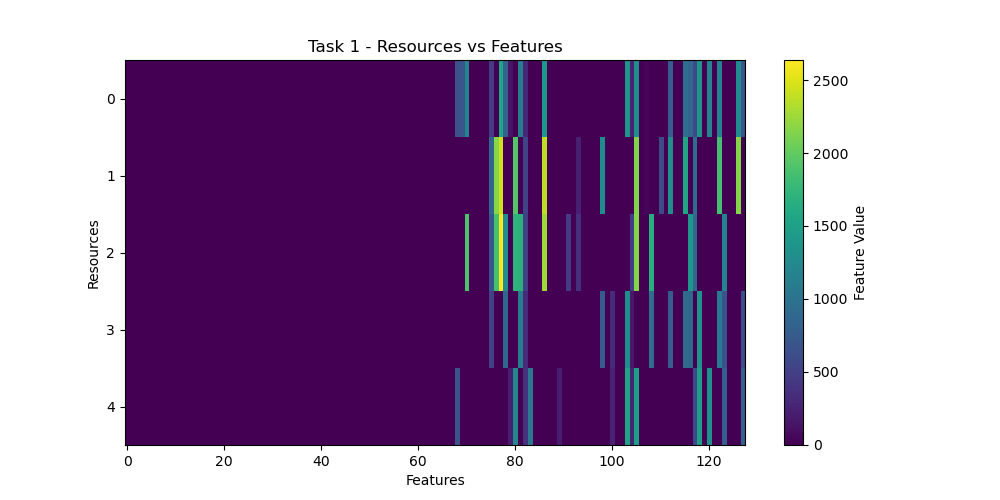 Task 1 - Resources vs Features
Resources
0
1
2
3
4
0 20 40 60 80 100 120
Features
2500
2000
1500
1000
500
0
Feature Value